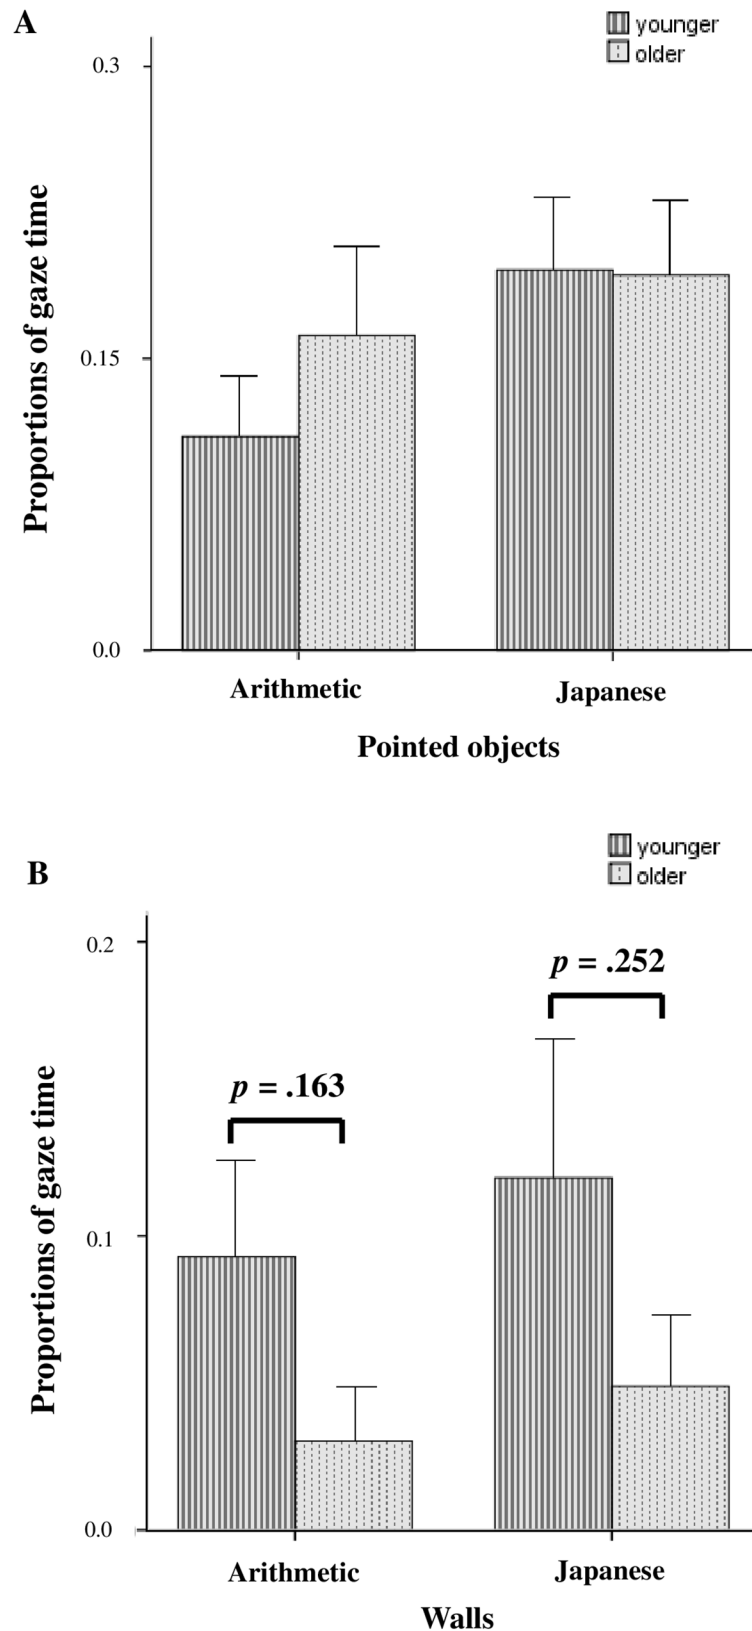 A
younger
older
0.3
0.15
0.0
Proportions of gaze time
Arithmetic
Japanese
Pointed objects
B
younger
older
0.2
0.1
0.0
Proportions of gaze time
p = .163
p = .252
Arithmetic
Japanese
Walls